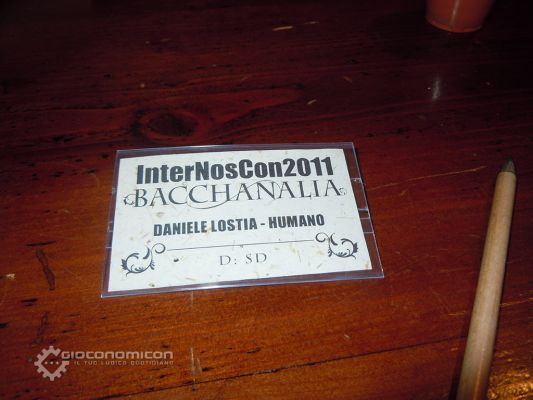 InterNosCon2011
BACCHANALIA
DANIELE LOSTIA - HUMANO
D: SD
GIOCONOMICON
IL TUO LUDICO QUOTIDIANO